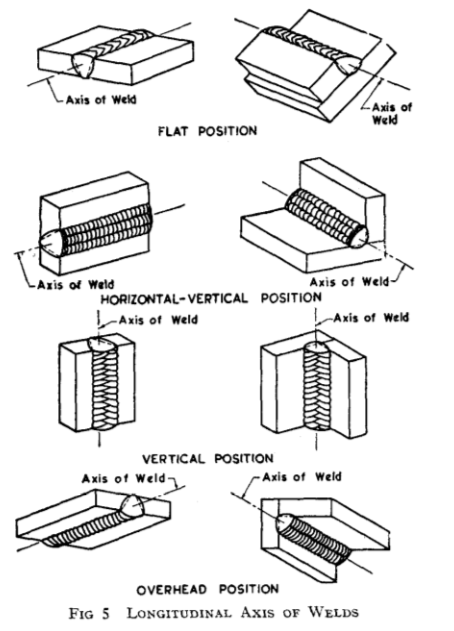 Axis of Weld
Axis of
Weld
FLAT POSITION
Axis of Weld
Axis of Weld
HORIZONTAL-VERTICAL POSITION
Axis of Weld
Axis of Weld
VERTICAL POSITION
Axis of Weld
Axis of Weld
OVERHEAD POSITION
FIG 5 LONGITUDINAL AXIS OF WELDS